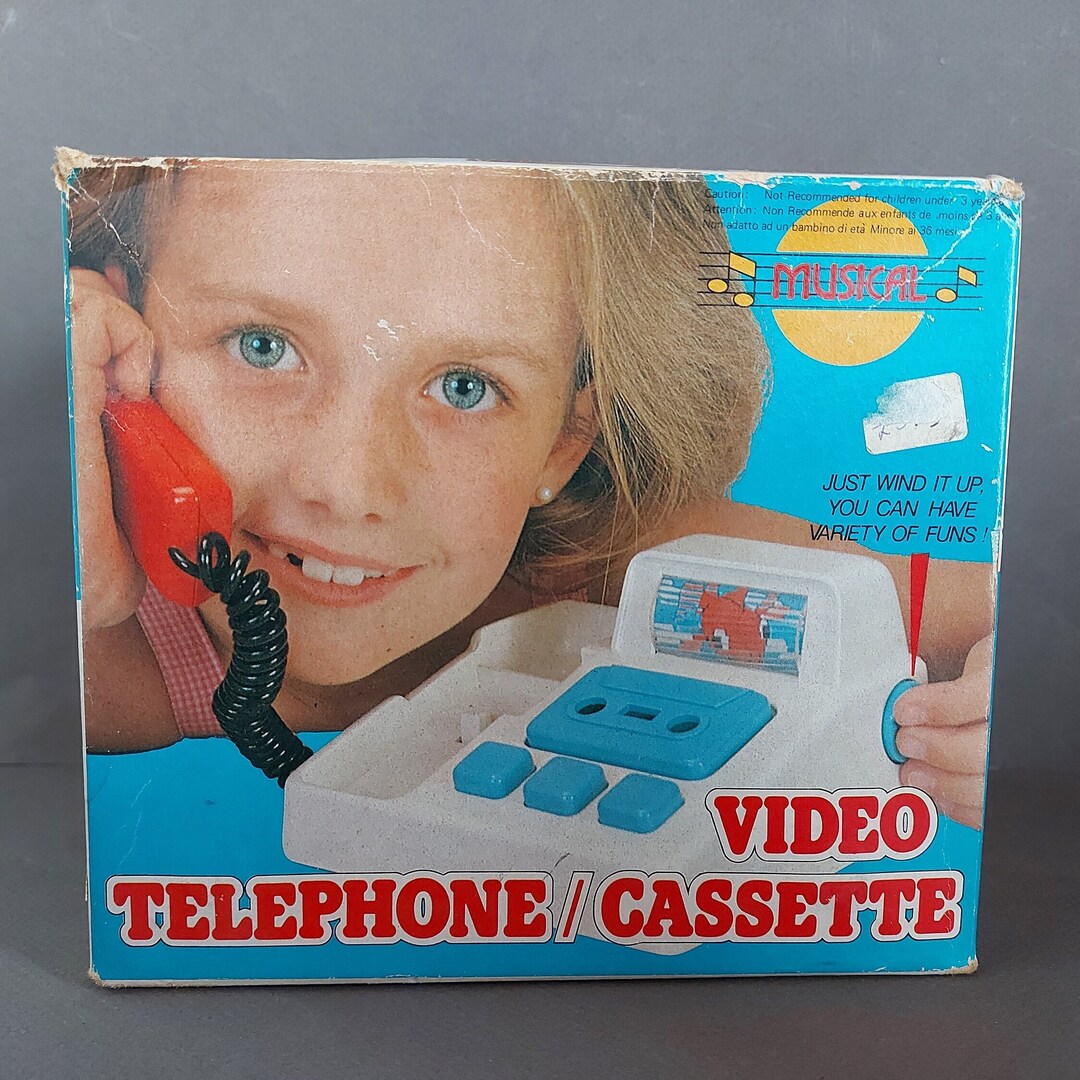 Caution: Not Recommended for children under 3 years
Attention: Non Recommende aux enfants de moins 3
Non adatto ad un bambino di età Minore ai 36 mesi
MUSICAL
JUST WIND IT UP,
YOU CAN HAVE
VARIETY OF FUNS!
VIDEO
TELEPHONE / CASSETTE